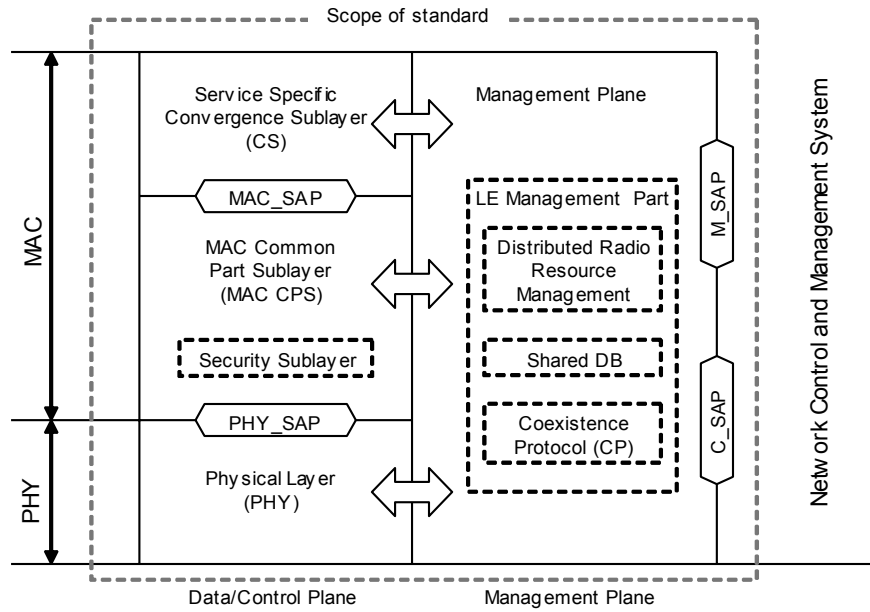 Scope of standard
Service Specific
Convergence Sublayer
(CS)
Management Plane
MAC_SAP
LE Management Part
MAC Common
Part Sublayer
(MAC CPS)
Distributed Radio
Resource
Management
Security Sublayer
Shared DB
PHY_SAP
Coexistence
Protocol (CP)
Physical Layer
(PHY)
MAC
PHY
M_SAP
C_SAP
Network Control and Management System
Data/Control Plane
Management Plane